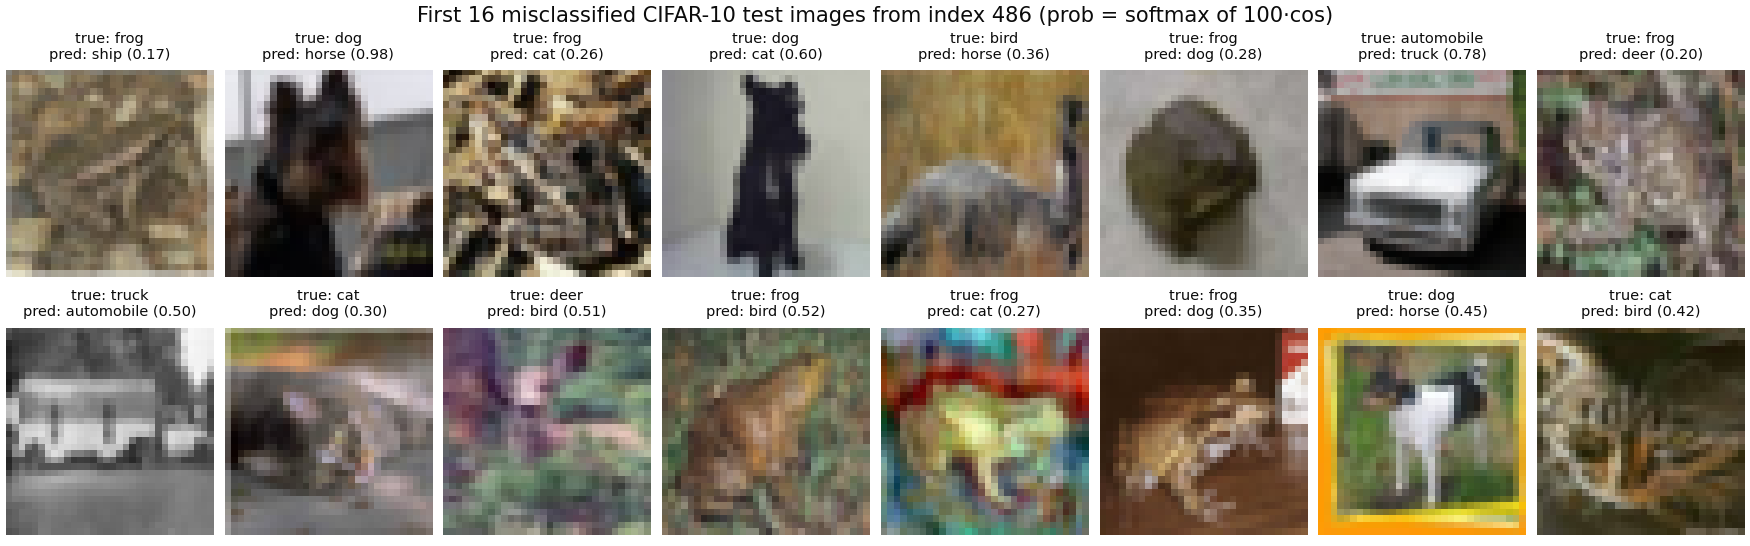 First 16 misclassified CIFAR-10 test images from index 486 (prob = softmax of 100·cos)
true: frog
pred: ship (0.17)
true: dog
pred: horse (0.98)
true: frog
pred: cat (0.26)
true: dog
pred: cat (0.60)
true: bird
pred: horse (0.36)
true: frog
pred: dog (0.28)
true: automobile
pred: truck (0.78)
true: frog
pred: deer (0.20)
true: truck
pred: automobile (0.50)
true: cat
pred: dog (0.30)
true: deer
pred: bird (0.51)
true: frog
pred: bird (0.52)
true: frog
pred: cat (0.27)
true: frog
pred: dog (0.35)
true: dog
pred: horse (0.45)
true: cat
pred: bird (0.42)